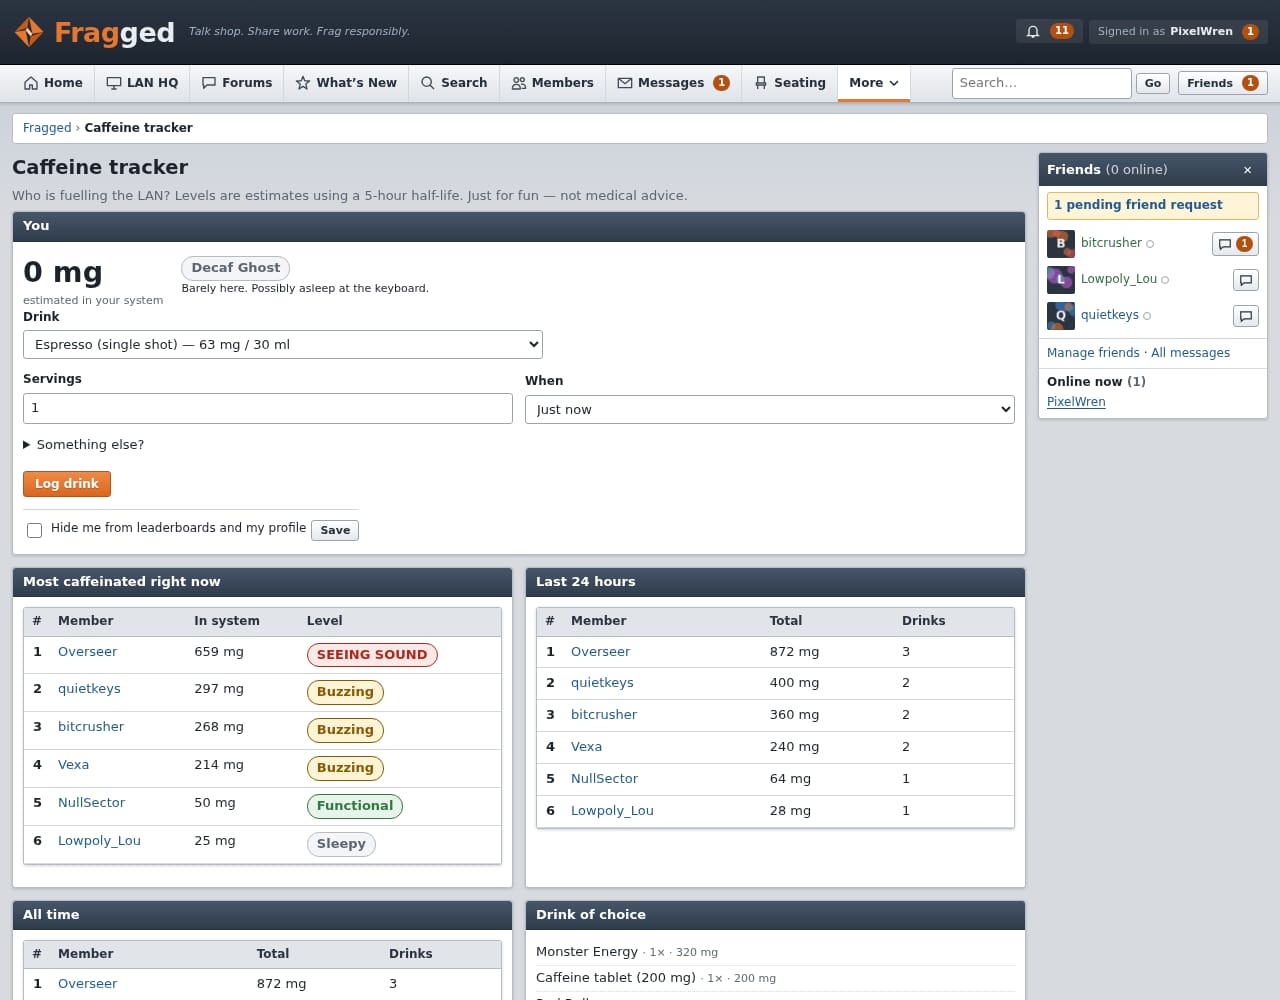 Fragged Talk shop. Share work. Frag responsibly. 11 Signed in as PixelWren 1
Home LAN HQ Forums What’s New Search Members Messages 1 Seating More Search… Go Friends 1
Fragged › Caffeine tracker
Caffeine tracker
Who is fuelling the LAN? Levels are estimates using a 5-hour half-life. Just for fun — not medical advice.
You
0 mg
estimated in your system
Decaf Ghost
Barely here. Possibly asleep at the keyboard.
Drink
Espresso (single shot) — 63 mg / 30 ml
Servings
1
When
Just now
Something else?
Log drink
Hide me from leaderboards and my profile Save
Friends (0 online) ×
1 pending friend request
B bitcrusher 1
L Lowpoly_Lou
Q quietkeys
Manage friends · All messages
Online now (1)
PixelWren
Most caffeinated right now
# Member In system Level
1 Overseer 659 mg SEEING SOUND
2 quietkeys 297 mg Buzzing
3 bitcrusher 268 mg Buzzing
4 Vexa 214 mg Buzzing
5 NullSector 50 mg Functional
6 Lowpoly_Lou 25 mg Sleepy
Last 24 hours
# Member Total Drinks
1 Overseer 872 mg 3
2 quietkeys 400 mg 2
3 bitcrusher 360 mg 2
4 Vexa 240 mg 2
5 NullSector 64 mg 1
6 Lowpoly_Lou 28 mg 1
All time
# Member Total Drinks
1 Overseer 872 mg 3
Drink of choice
Monster Energy · 1× · 320 mg
Caffeine tablet (200 mg) · 1× · 200 mg